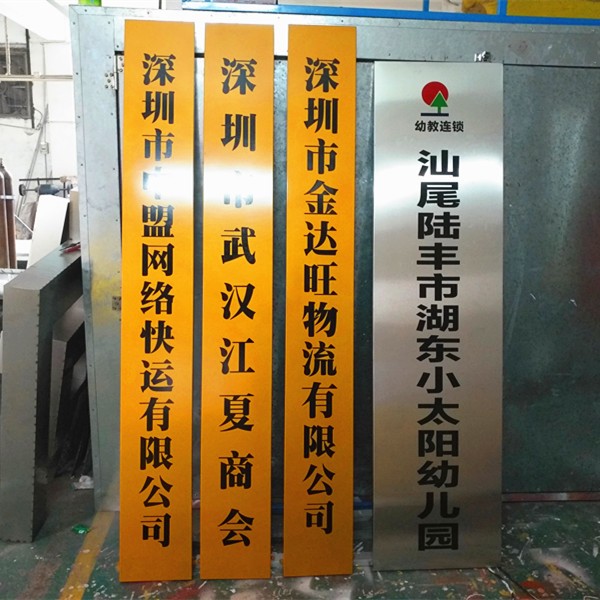 深圳市中盟网络快运有限公司
深圳市武汉江夏商会
深圳市金达旺物流有限公司
幼教连锁
汕尾陆丰市湖东小太阳幼儿园